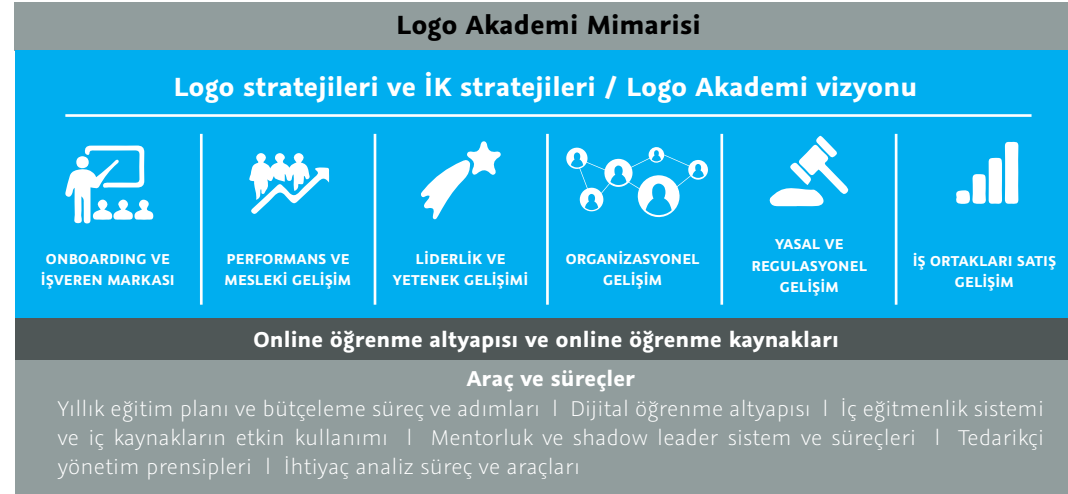 Logo Akademi Mimarisi
Logo stratejileri ve İK stratejileri / Logo Akademi vizyonu
ONBOARDING VE
İŞVEREN MARKASI
PERFORMANS VE
MESLEKİ GELİŞİM
LİDERLİK VE
YETENEK GELİŞİMİ
ORGANİZASYONEL
GELİŞİM
YASAL VE
REGULASYONEL
GELİŞİM
İŞ ORTAKLARI SATIŞ
GELİŞİM
Online öğrenme altyapısı ve online öğrenme kaynakları
Araç ve süreçler
Yıllık eğitim planı ve bütçeleme süreç ve adımları l Dijital öğrenme altyapısı l İç eğitmenlik sistemi
ve iç kaynakların etkin kullanımı l Mentorluk ve shadow leader sistem ve süreçleri l Tedarikçi
yönetim prensipleri l İhtiyaç analiz süreç ve araçları